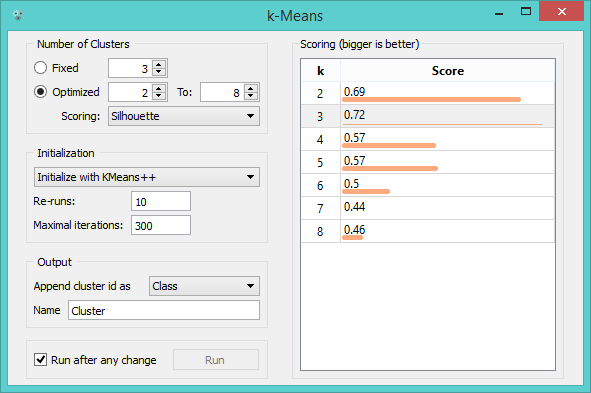 k-Means
Number of Clusters
Fixed 3
Optimized 2 To: 8
Scoring: Silhouette
Initialization
Initialize with KMeans++
Re-runs: 10
Maximal iterations: 300
Output
Append cluster id as Class
Name Cluster
Run after any change Run
Scoring (bigger is better)
k Score
2 0.69
3 0.72
4 0.57
5 0.57
6 0.5
7 0.44
8 0.46